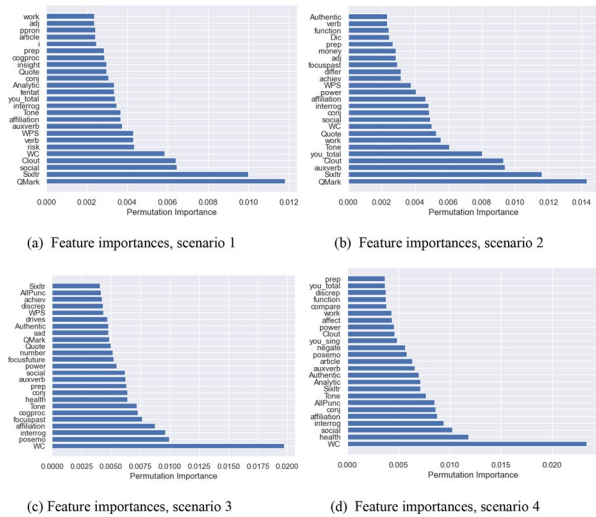 work
adj
ppron
article
i
prep
cogproc
insight
Quote
conj
Analytic
tentat
you_total
interrog
Tone
affiliation
auxverb
WPS
verb
risk
WC
Clout
social
Sixltr
QMark
0.000 0.002 0.004 0.006 0.008 0.010 0.012
Permutation Importance
(a) Feature importances, scenario 1
Authentic
verb
function
Dic
prep
money
adj
focuspast
differ
achiev
WPS
power
affiliation
interrog
conj
social
WC
Quote
work
Tone
you_total
Clout
auxverb
Sixltr
QMark
0.000 0.002 0.004 0.006 0.008 0.010 0.012 0.014
Permutation Importance
(b) Feature importances, scenario 2
Sixltr
AllPunc
achiev
discrep
WPS
drives
Authentic
sad
QMark
Quote
number
focusfuture
power
social
auxverb
prep
conj
health
Tone
cogproc
focuspast
affiliation
interrog
posemo
WC
0.0000 0.0025 0.0050 0.0075 0.0100 0.0125 0.0150 0.0175 0.0200
Permutation Importance
(c) Feature importances, scenario 3
prep
you_total
discrep
function
compare
work
affect
power
Clout
you_sing
negate
posemo
article
auxverb
Authentic
Analytic
Sixltr
Tone
AllPunc
conj
affiliation
interrog
social
health
WC
0.000 0.005 0.010 0.015 0.020
Permutation Importance
(d) Feature importances, scenario 4